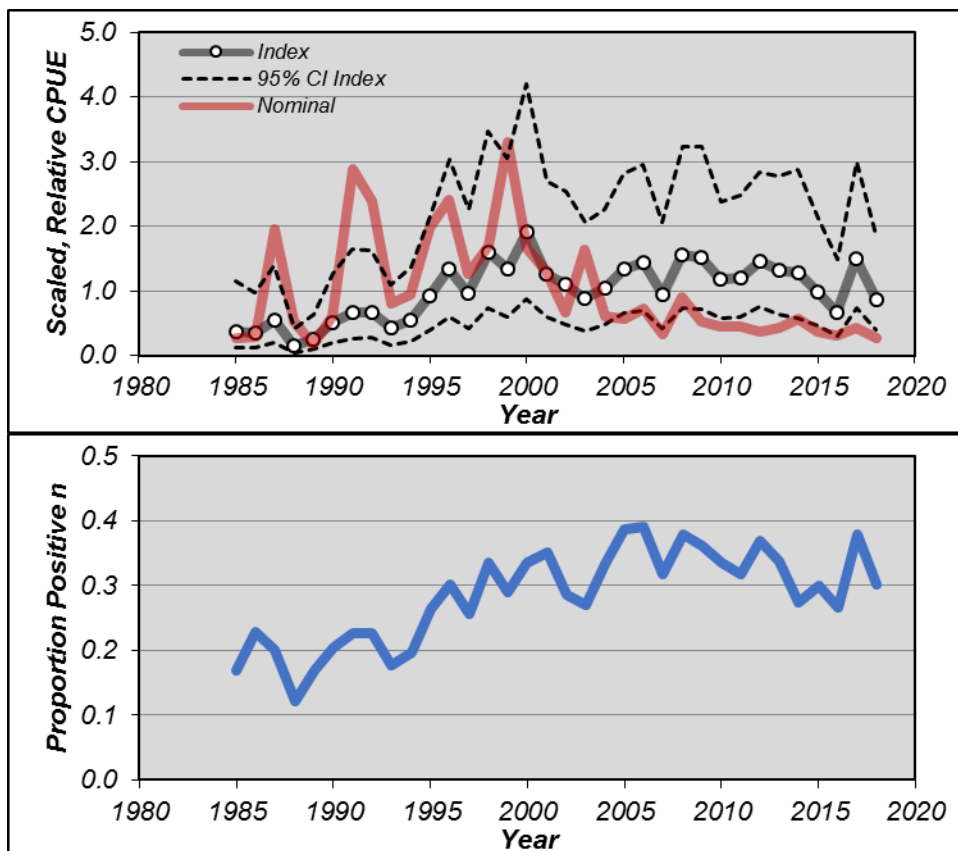 Scaled, Relative CPUE
5.0
4.0
3.0
2.0
1.0
0.0
Index
95% CI Index
Nominal
1980 1985 1990 1995 2000 2005 2010 2015 2020
Year
Proportion Positive n
0.5
0.4
0.3
0.2
0.1
0.0
1980 1985 1990 1995 2000 2005 2010 2015 2020
Year